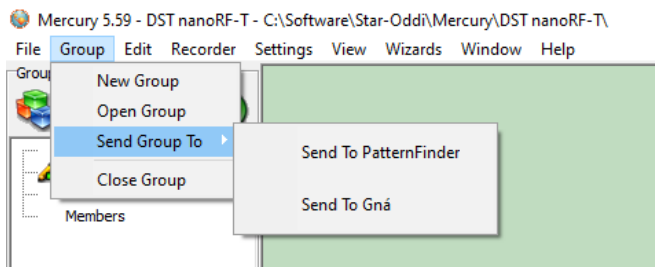 Mercury 5.59 - DST nanoRF-T - C:\Software\Star-Oddi\Mercury\DST nanoRF-T\
File Group Edit Recorder Settings View Wizards Window Help
Grou
New Group
Open Group
Send Group To
Send To PatternFinder
Close Group
Send To Gná
Members